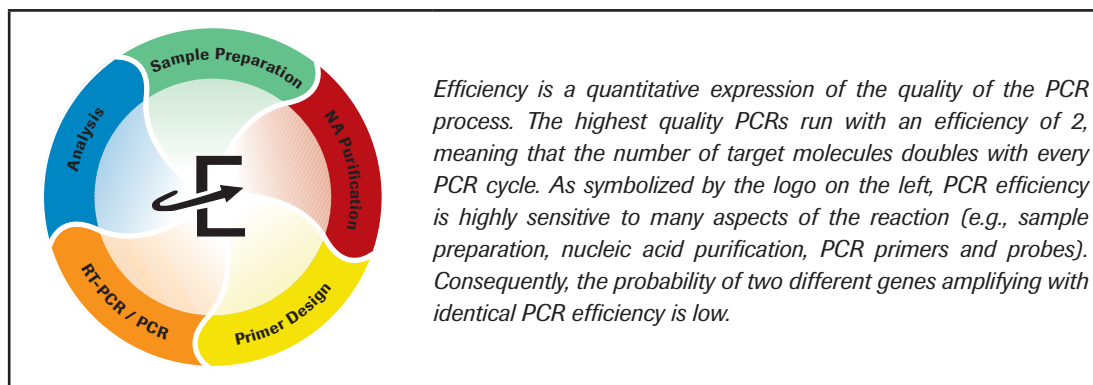 Sample Preparation
NA Purification
Primer Design
RT-PCR / PCR
Analysis
E
Efficiency is a quantitative expression of the quality of the PCR
process. The highest quality PCRs run with an efficiency of 2,
meaning that the number of target molecules doubles with every
PCR cycle. As symbolized by the logo on the left, PCR efficiency
is highly sensitive to many aspects of the reaction (e.g., sample
preparation, nucleic acid purification, PCR primers and probes).
Consequently, the probability of two different genes amplifying with
identical PCR efficiency is low.